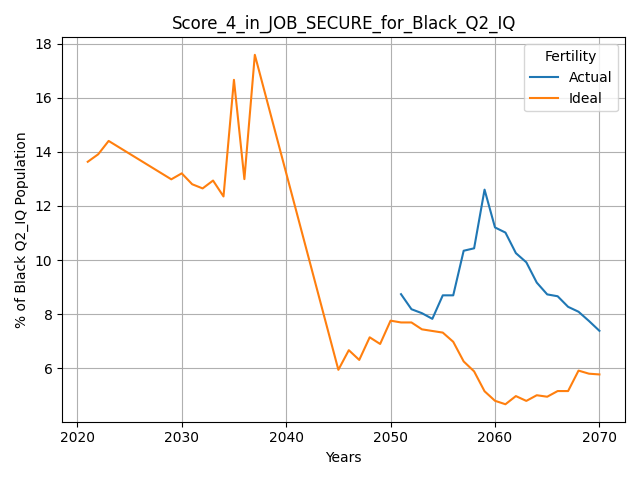 Score_4_in_JOB_SECURE_for_Black_Q2_IQ
% of Black Q2_IQ Population
18
16
14
12
10
8
6
Fertility
Actual
Ideal
2020
2030
2040
2050
2060
2070
Years